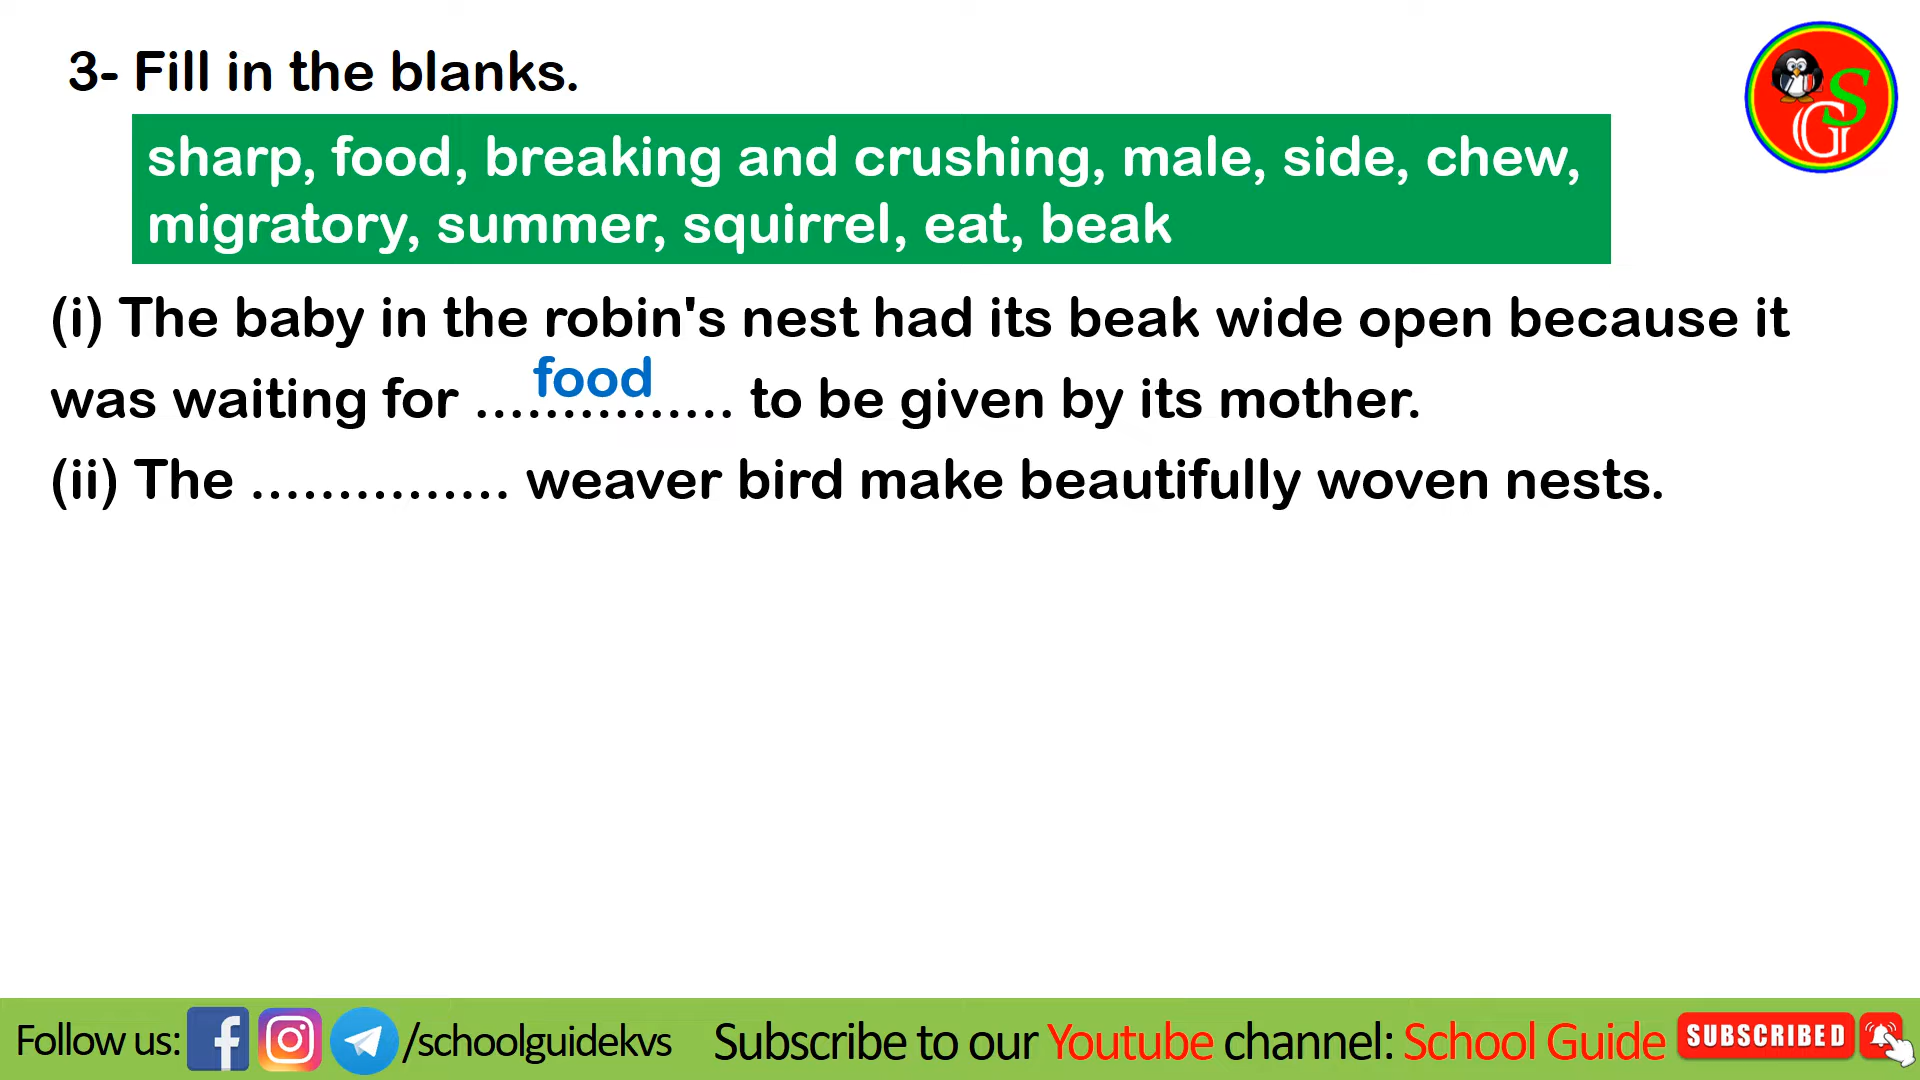 3- Fill in the blanks.
S
G
sharp, food, breaking and crushing, male, side, chew,
migratory, summer, squirrel, eat, beak
(i) The baby in the robin's nest had its beak wide open because it
food
was waiting for ............... to be given by its mother.
(ii) The ............... weaver bird make beautifully woven nests.
Follow us: /schoolguidekvs Subscribe to our Youtube channel: School Guide SUBSCRIBED